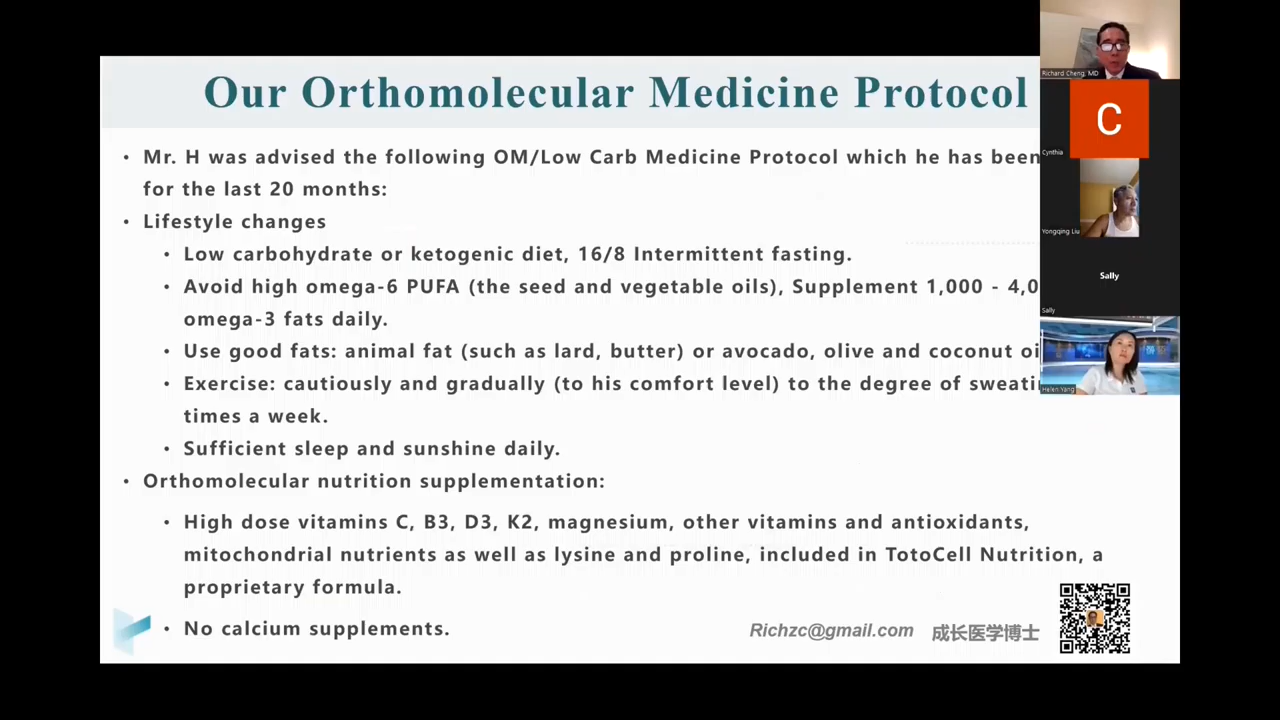 Our Orthomolecular Medicine Protocol
• Mr. H was advised the following OM/Low Carb Medicine Protocol which he has been
for the last 20 months:
• Lifestyle changes
• Low carbohydrate or ketogenic diet, 16/8 Intermittent fasting.
• Avoid high omega-6 PUFA (the seed and vegetable oils), Supplement 1,000 - 4,0
omega-3 fats daily.
• Use good fats: animal fat (such as lard, butter) or avocado, olive and coconut oi
• Exercise: cautiously and gradually (to his comfort level) to the degree of sweati
times a week.
• Sufficient sleep and sunshine daily.
• Orthomolecular nutrition supplementation:
• High dose vitamins C, B3, D3, K2, magnesium, other vitamins and antioxidants,
mitochondrial nutrients as well as lysine and proline, included in TotoCell Nutrition, a
proprietary formula.
• No calcium supplements.
Richzc@gmail.com 成长医学博士
Richard Cheng, MD
C
Cynthia
Yongqing Liu
Sally
Sally
Helen Yang